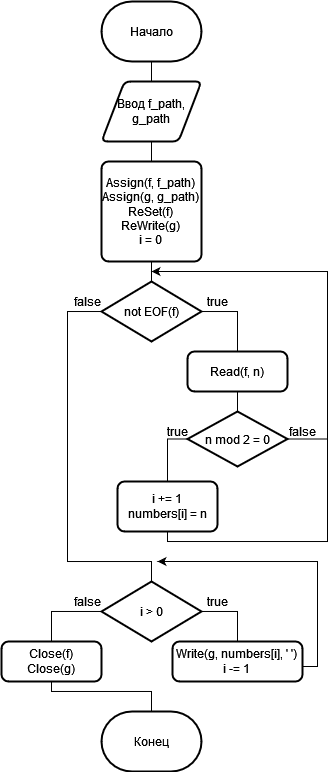 Начало
Ввод f_path,
g_path
Assign(f, f_path)
Assign(g, g_path)
ReSet(f)
ReWrite(g)
i = 0
false
not EOF(f)
true
Read(f, n)
true
n mod 2 = 0
false
i += 1
numbers[i] = n
false
i > 0
true
Close(f)
Close(g)
Write(g, numbers[i], ' ')
i -= 1
Конец